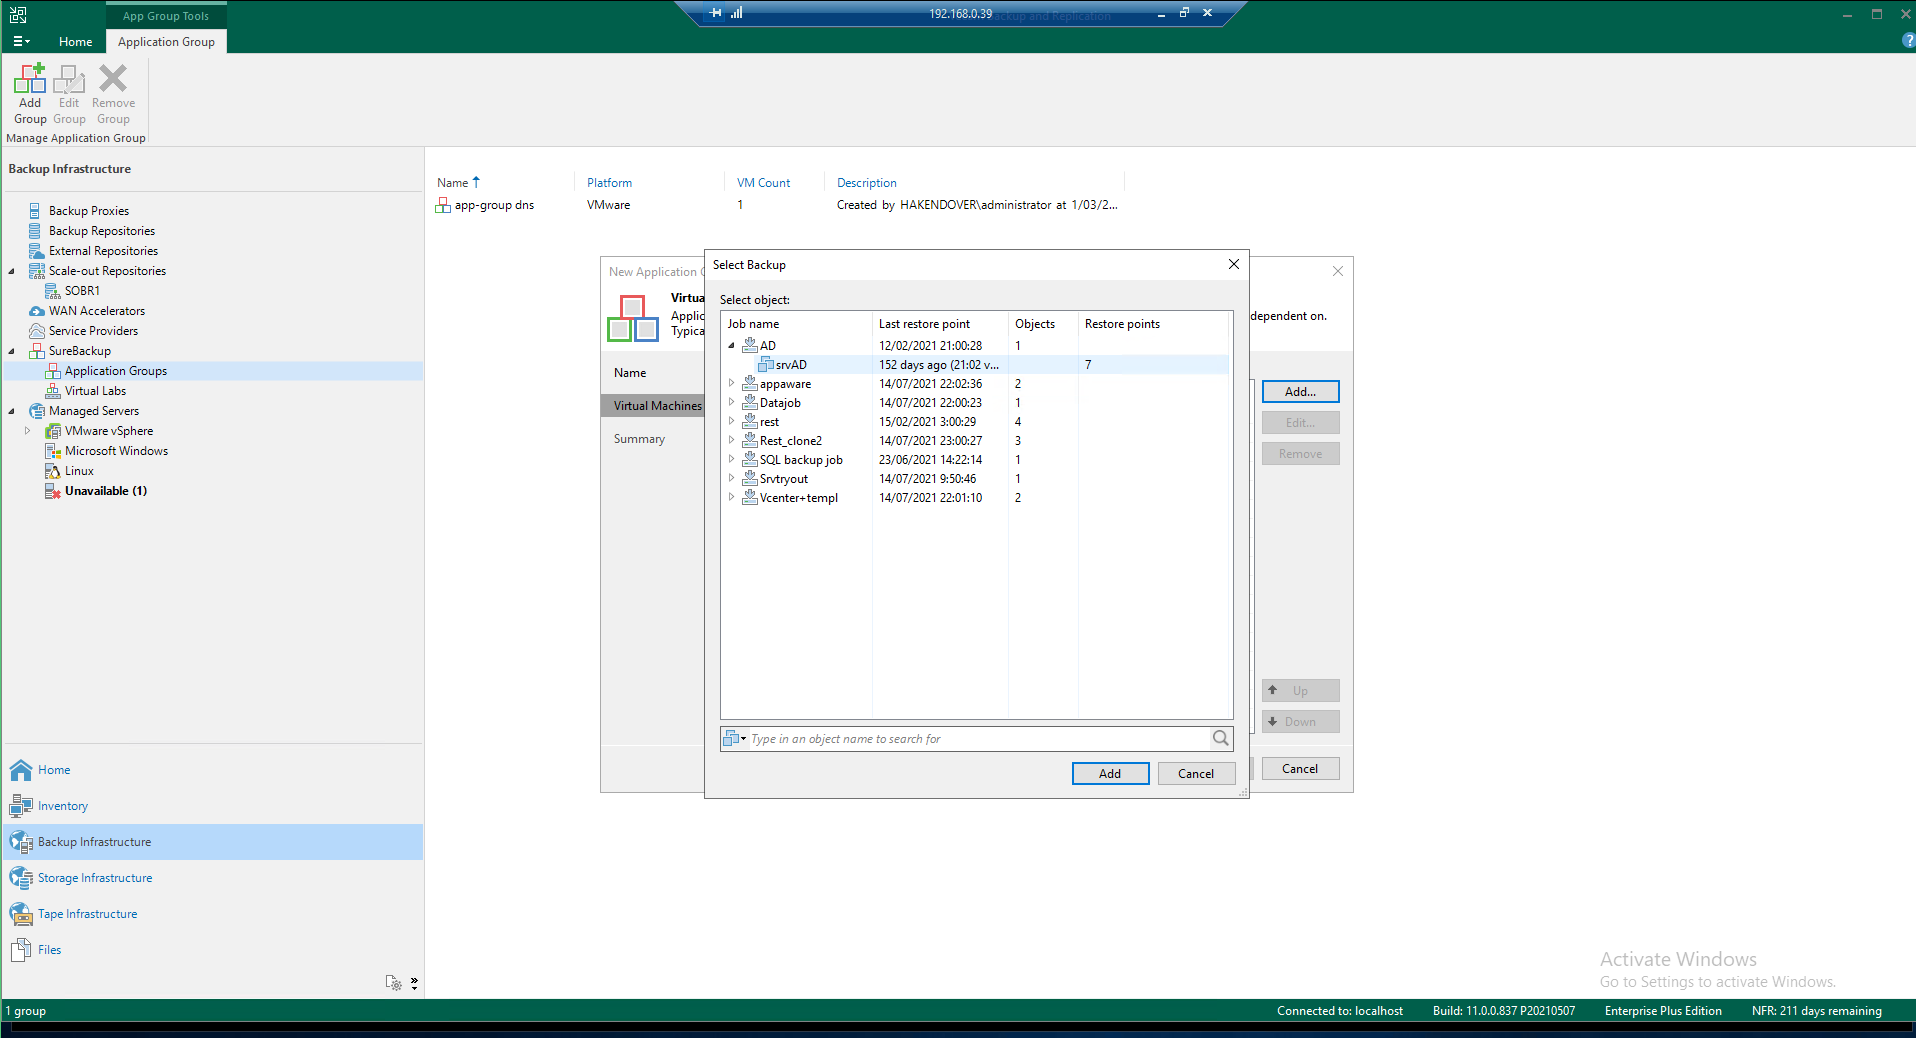 App Group Tools
192.168.0.39
Backup and Replication
Home
Application Group
Add Group
Edit Group
Remove Group
Manage Application Group
Backup Infrastructure
Backup Proxies
Backup Repositories
External Repositories
Scale-out Repositories
SOBR1
WAN Accelerators
Service Providers
SureBackup
Application Groups
Virtual Labs
Managed Servers
VMware vSphere
Microsoft Windows
Linux
Unavailable (1)
Home
Inventory
Backup Infrastructure
Storage Infrastructure
Tape Infrastructure
Files
Name Platform VM Count Description
app-group dns VMware 1 Created by HAKENDOVER\administrator at 1/03/2...
New Application
Virtua
Applic
Typica
dependent on.
Name
Virtual Machines
Summary
Add...
Edit...
Remove
Up
Down
Cancel
Select Backup
Select object:
Job name Last restore point Objects Restore points
AD 12/02/2021 21:00:28 1
srvAD 152 days ago (21:02 v... 7
appaware 14/07/2021 22:02:36 2
Datajob 14/07/2021 22:00:23 1
rest 15/02/2021 3:00:29 4
Rest_clone2 14/07/2021 23:00:27 3
SQL backup job 23/06/2021 14:22:14 1
Srvtryout 14/07/2021 9:50:46 1
Vcenter+templ 14/07/2021 22:01:10 2
Type in an object name to search for
Add
Cancel
Activate Windows
Go to Settings to activate Windows.
1 group
Connected to: localhost
Build: 11.0.0.837 P20210507
Enterprise Plus Edition
NFR: 211 days remaining